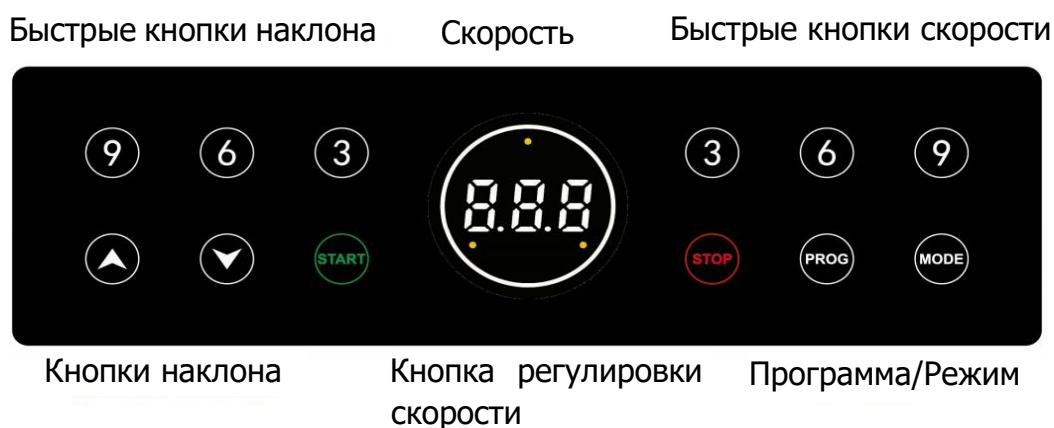 Быстрые кнопки наклона Скорость Быстрые кнопки скорости
9 6 3 3 6 9
8.8.8
START STOP PROG MODE
Кнопки наклона Кнопка регулировки Программа/Режим
скорости